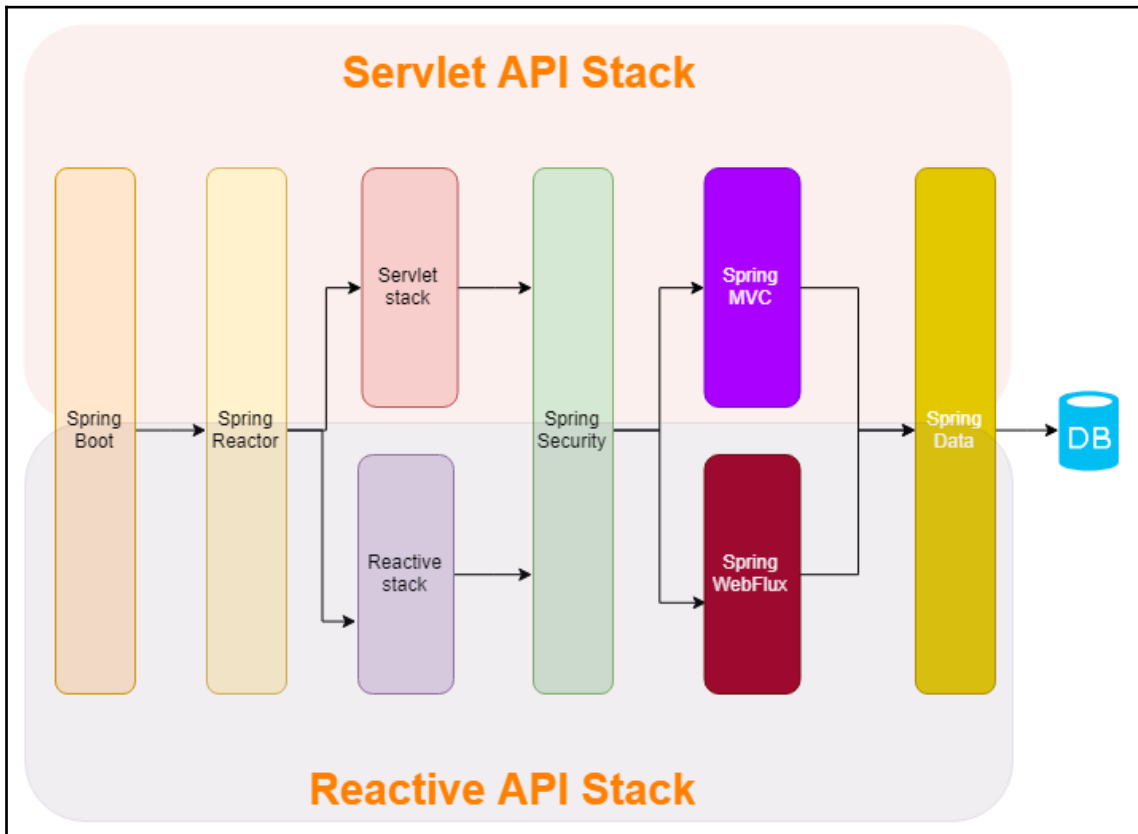 Servlet API Stack
Spring
Boot
Spring
Reactor
Servlet
stack
Reactive
stack
Spring
Security
Spring
MVC
Spring
WebFlux
Spring
Data
DB
Reactive API Stack